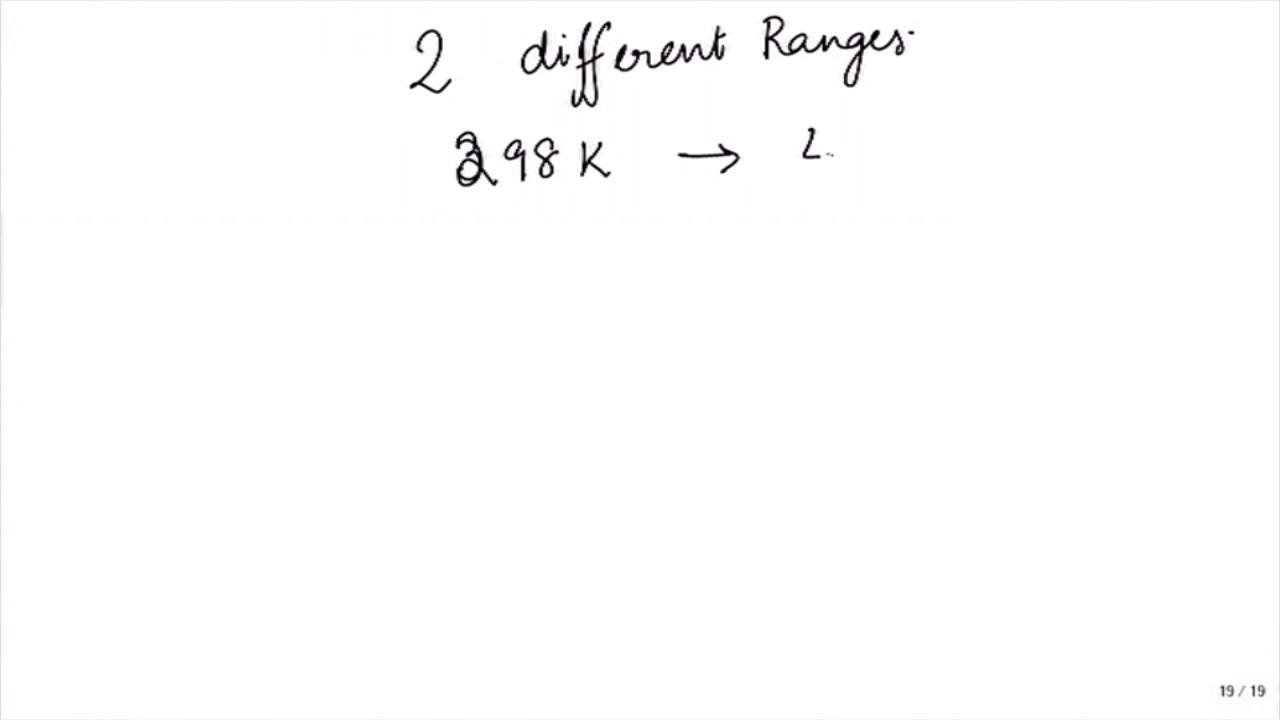 2 different Ranges.
298 K →
19 / 19